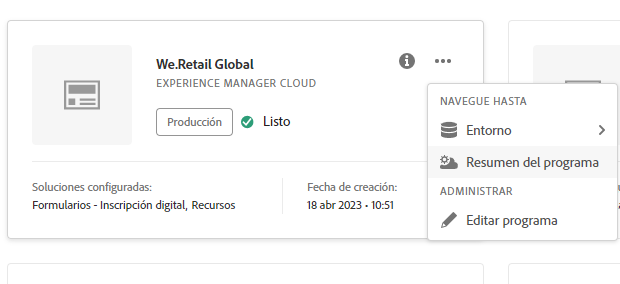 We.Retail Global
EXPERIENCE MANAGER CLOUD
Producción
Listo
Soluciones configuradas:
Formularios - Inscripción digital, Recursos
Fecha de creación:
18 abr 2023 • 10:51
NAVEGUE HASTA
Entorno
Resumen del programa
ADMINISTRAR
Editar programa